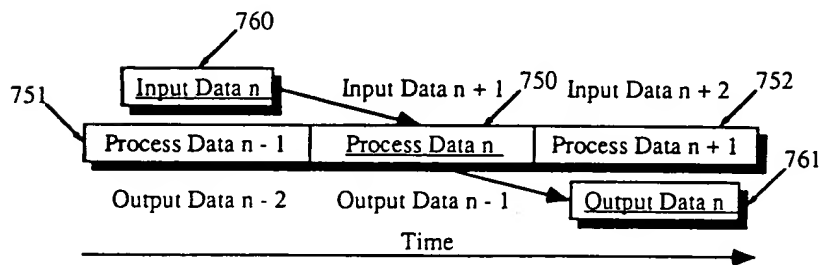 760
751
Input Data n
Input Data n + 1
750
Input Data n + 2
752
Process Data n - 1
Process Data n
Process Data n + 1
Output Data n - 2
Output Data n - 1
Output Data n
761
Time